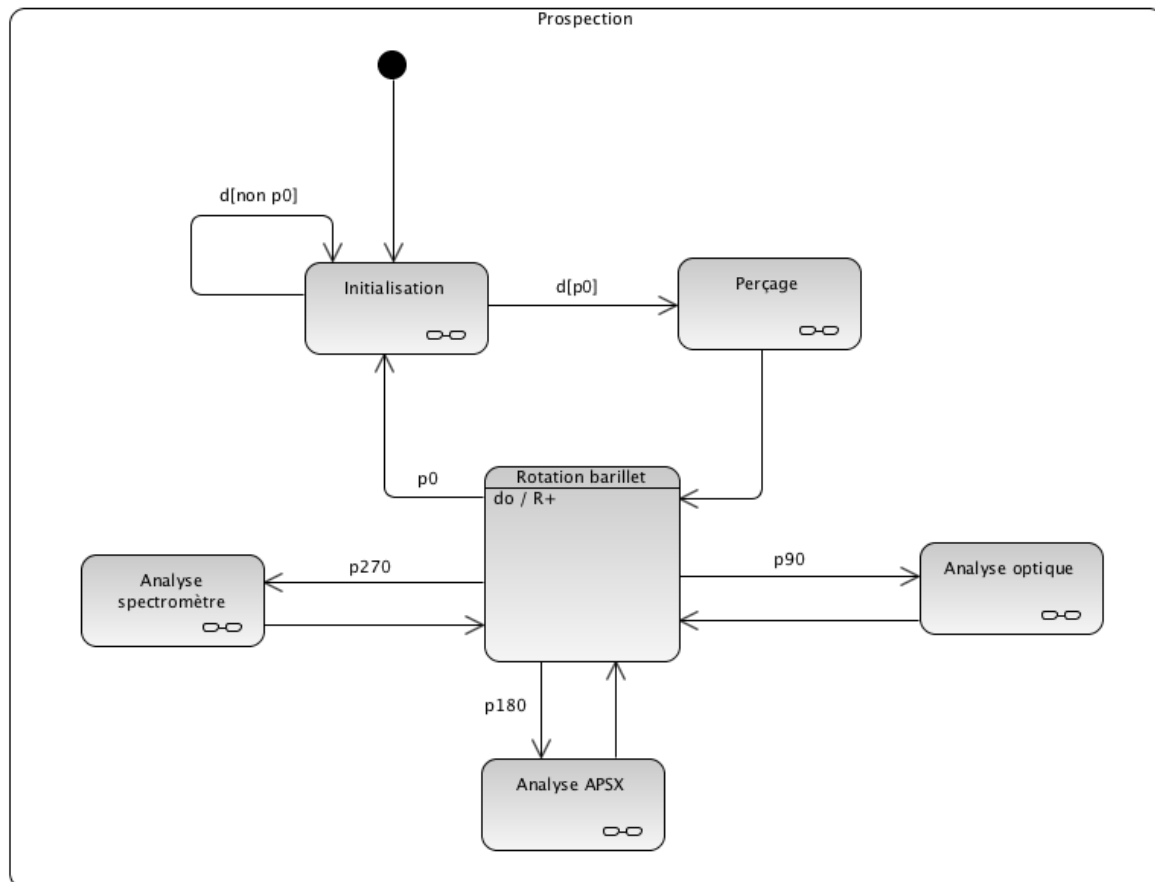 Prospection
d[non p0]
Initialisation
d[p0]
Perçage
p0
Rotation barillet
do / R+
p270
p90
Analyse
spectromètre
Analyse optique
p180
Analyse APSX